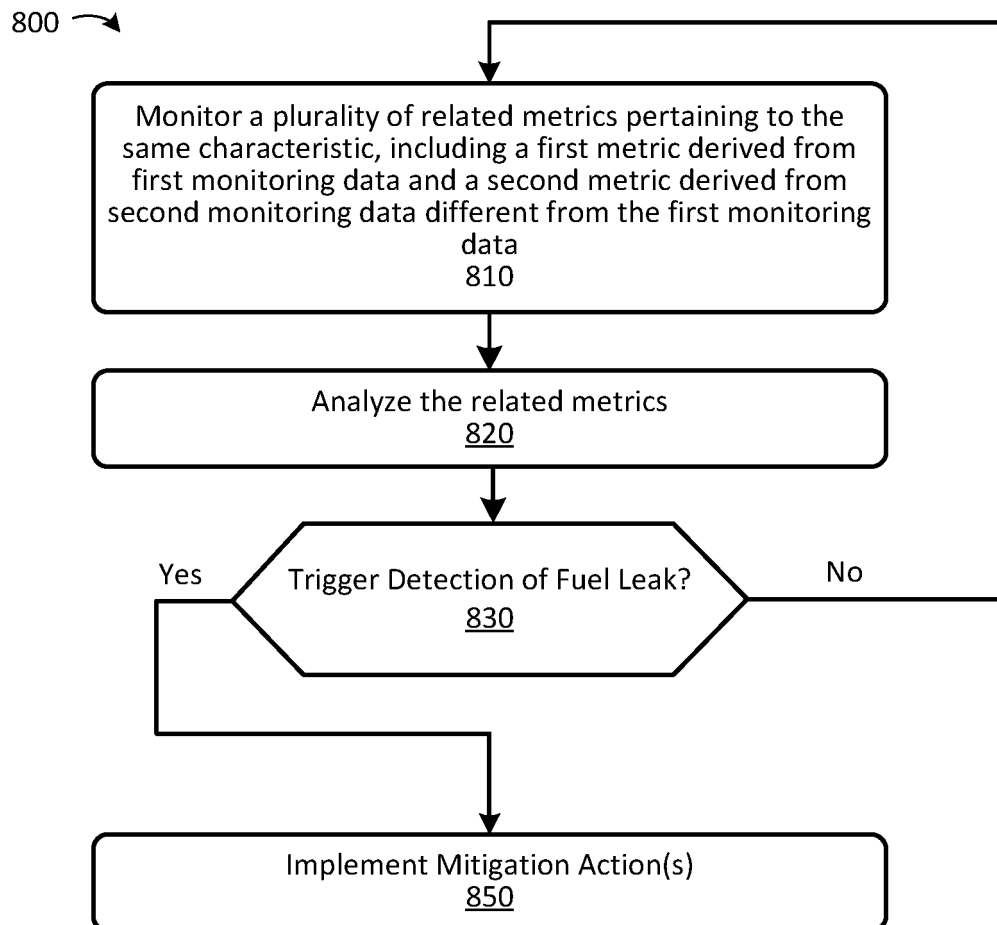 800
Monitor a plurality of related metrics pertaining to the
same characteristic, including a first metric derived from
first monitoring data and a second metric derived from
second monitoring data different from the first monitoring
data
810
Analyze the related metrics
820
Yes
Trigger Detection of Fuel Leak?
No
830
Implement Mitigation Action(s)
850